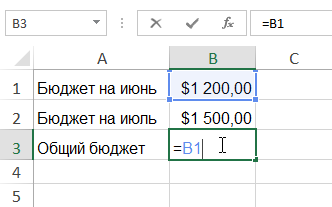 B3 =B1
A B C
1 Бюджет на июнь $1 200,00
2 Бюджет на июль $1 500,00
3 Общий бюджет =B1
4
5